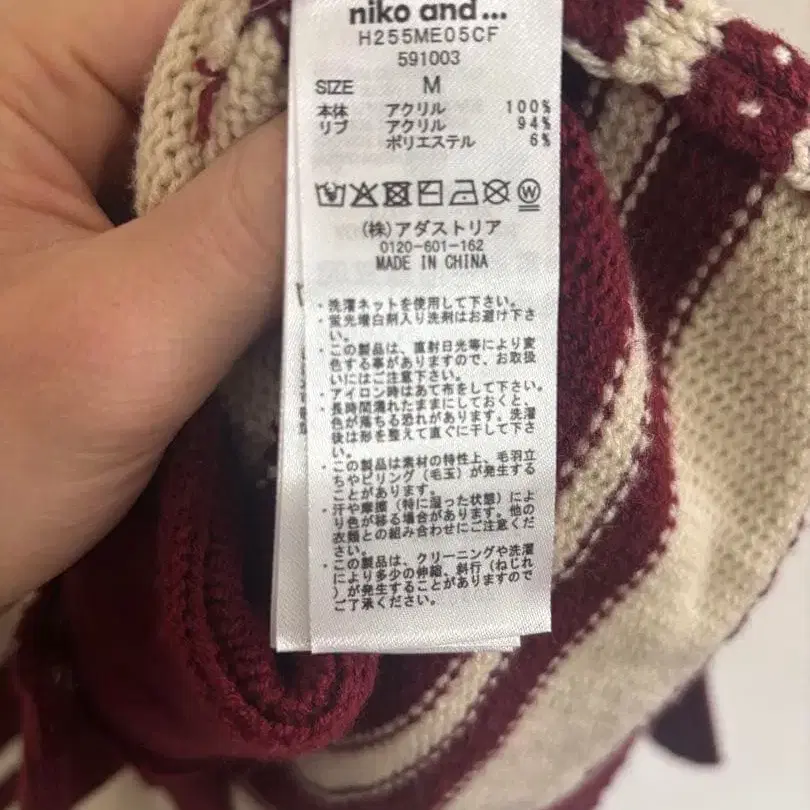 niko and ...
H255ME05CF
591003
SIZE M
本体 アクリル 100%
リブ アクリル 94%
ポリエステル 6%
W
(株)アダストリア
0120-601-162
MADE IN CHINA
・洗濯ネットを使用して下さい。
・蛍光増白剤入り洗剤はお避け下さ
い。
・この製品は、直射日光等により変
色する事がありますので、お取扱
いにはご注意下さい。
・アイロン時はあて布をして下さい。
・長時間濡れたままにしておくと、
色が落ちる恐れがあります。洗濯
後は形を整えて直ぐに干して下さ
い。
・この製品は素材の特性上、毛羽立
ちやピリング(毛玉)が発生する
ことがあります。
・汗や摩擦(特に湿った状態)によ
り色が移る場合があります。他の
衣類との組み合わせにご注意くだ
さい。
・この製品は、クリーニングや洗濯
により多少の伸縮、斜行(ねじれ
)が発生することがありますので
ご了承ください。